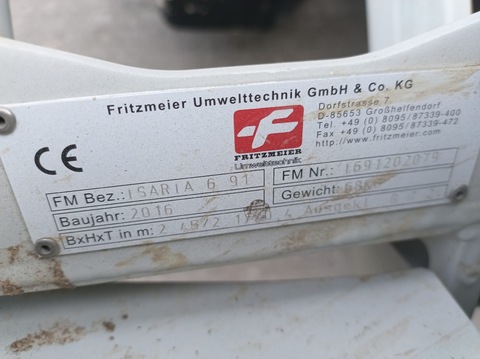 Fritzmeier Umwelttechnik GmbH & Co. KG
Dorfstrasse 7
D-85653 Großhelfendorf
Tel. +49 (0) 8095/87339-400
Fax +49 (0) 8095/87339-472
http://www.fritzmeier.com
FRITZMEIER
Umwelttechnik
CE
FM Bez.: ISARIA 6 91
FM Nr.:
Baujahr: 2016
Gewicht:
BxHxT in m: